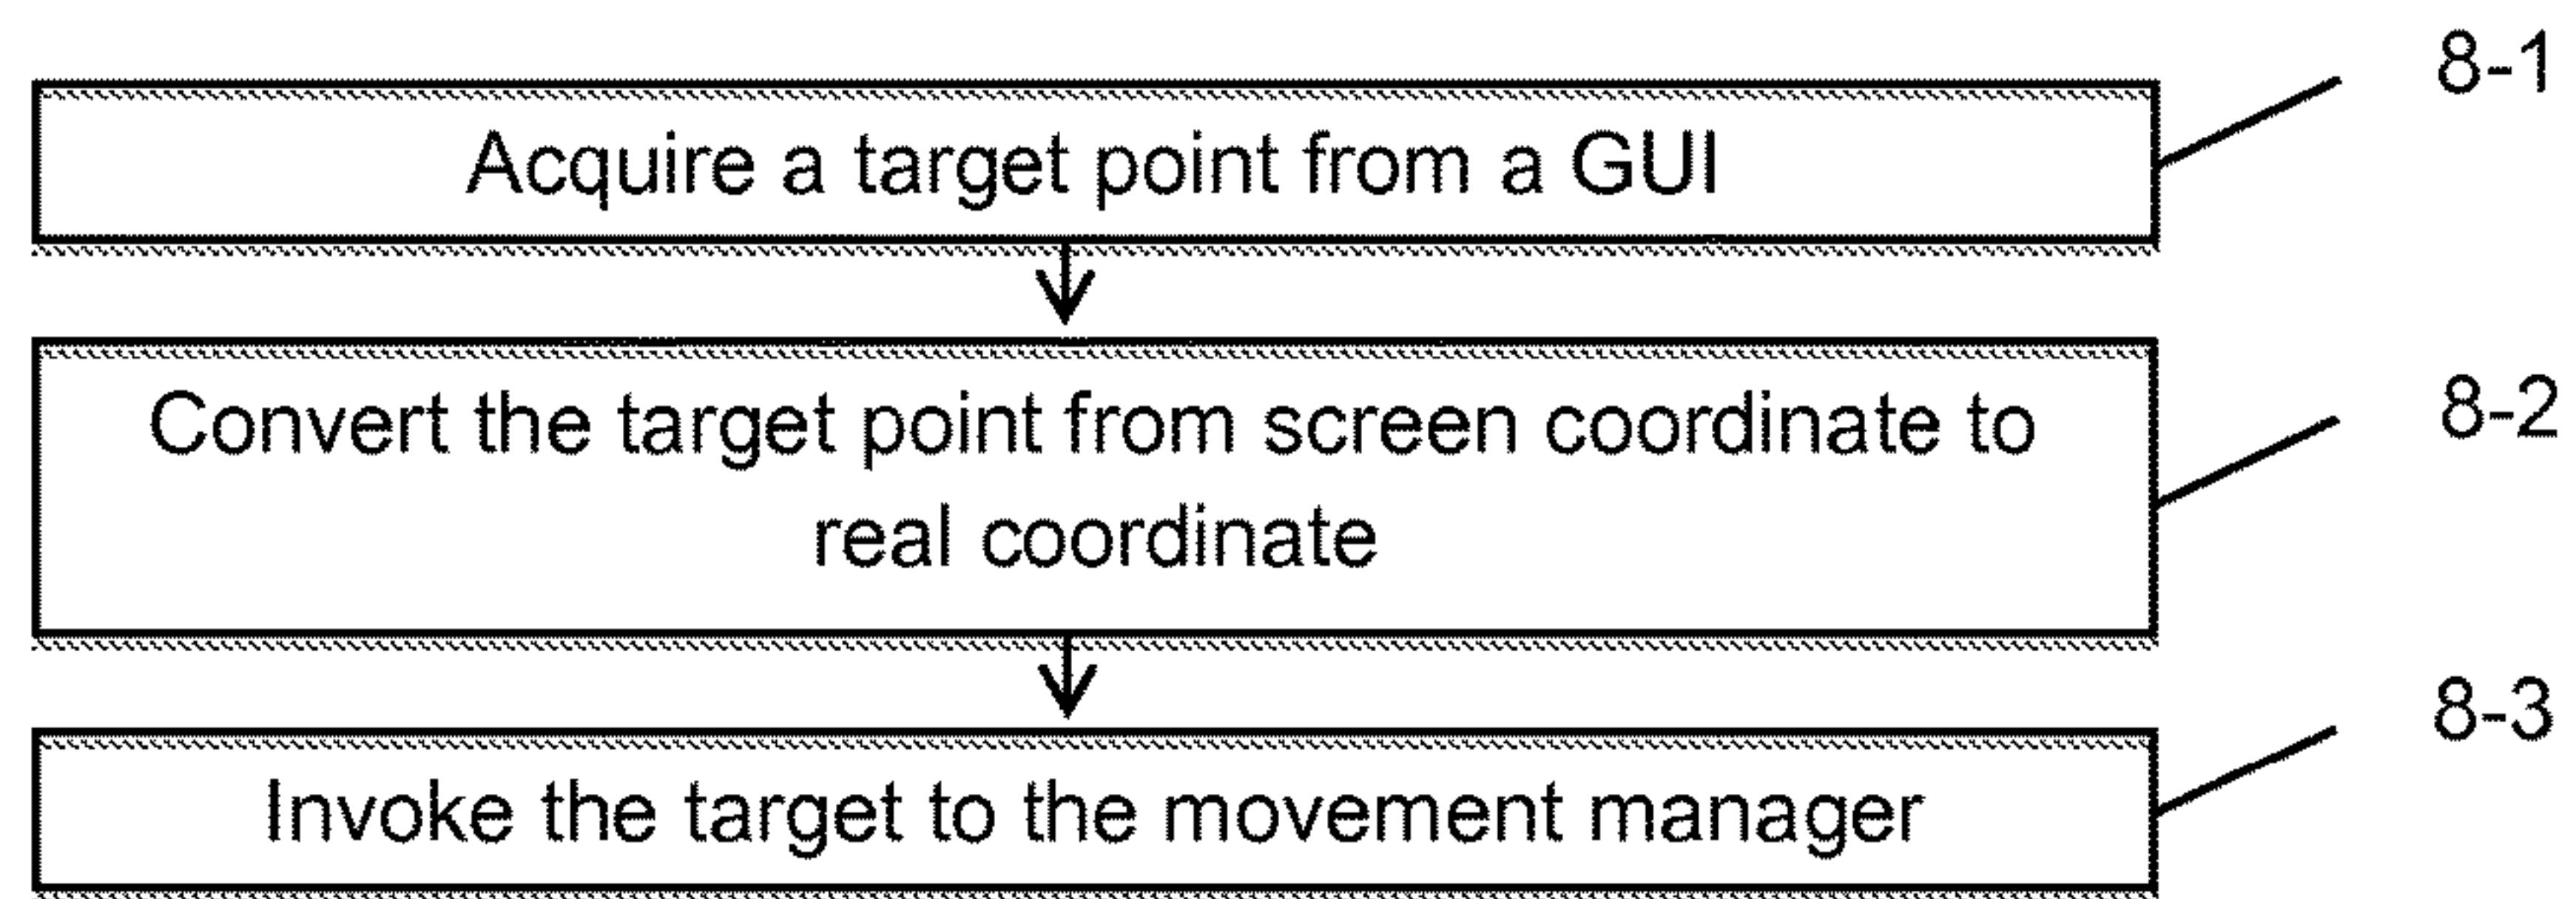 8-1
Acquire a target point from a GUI
Convert the target point from screen coordinate to
real coordinate
8-2
Invoke the target to the movement manager
8-3